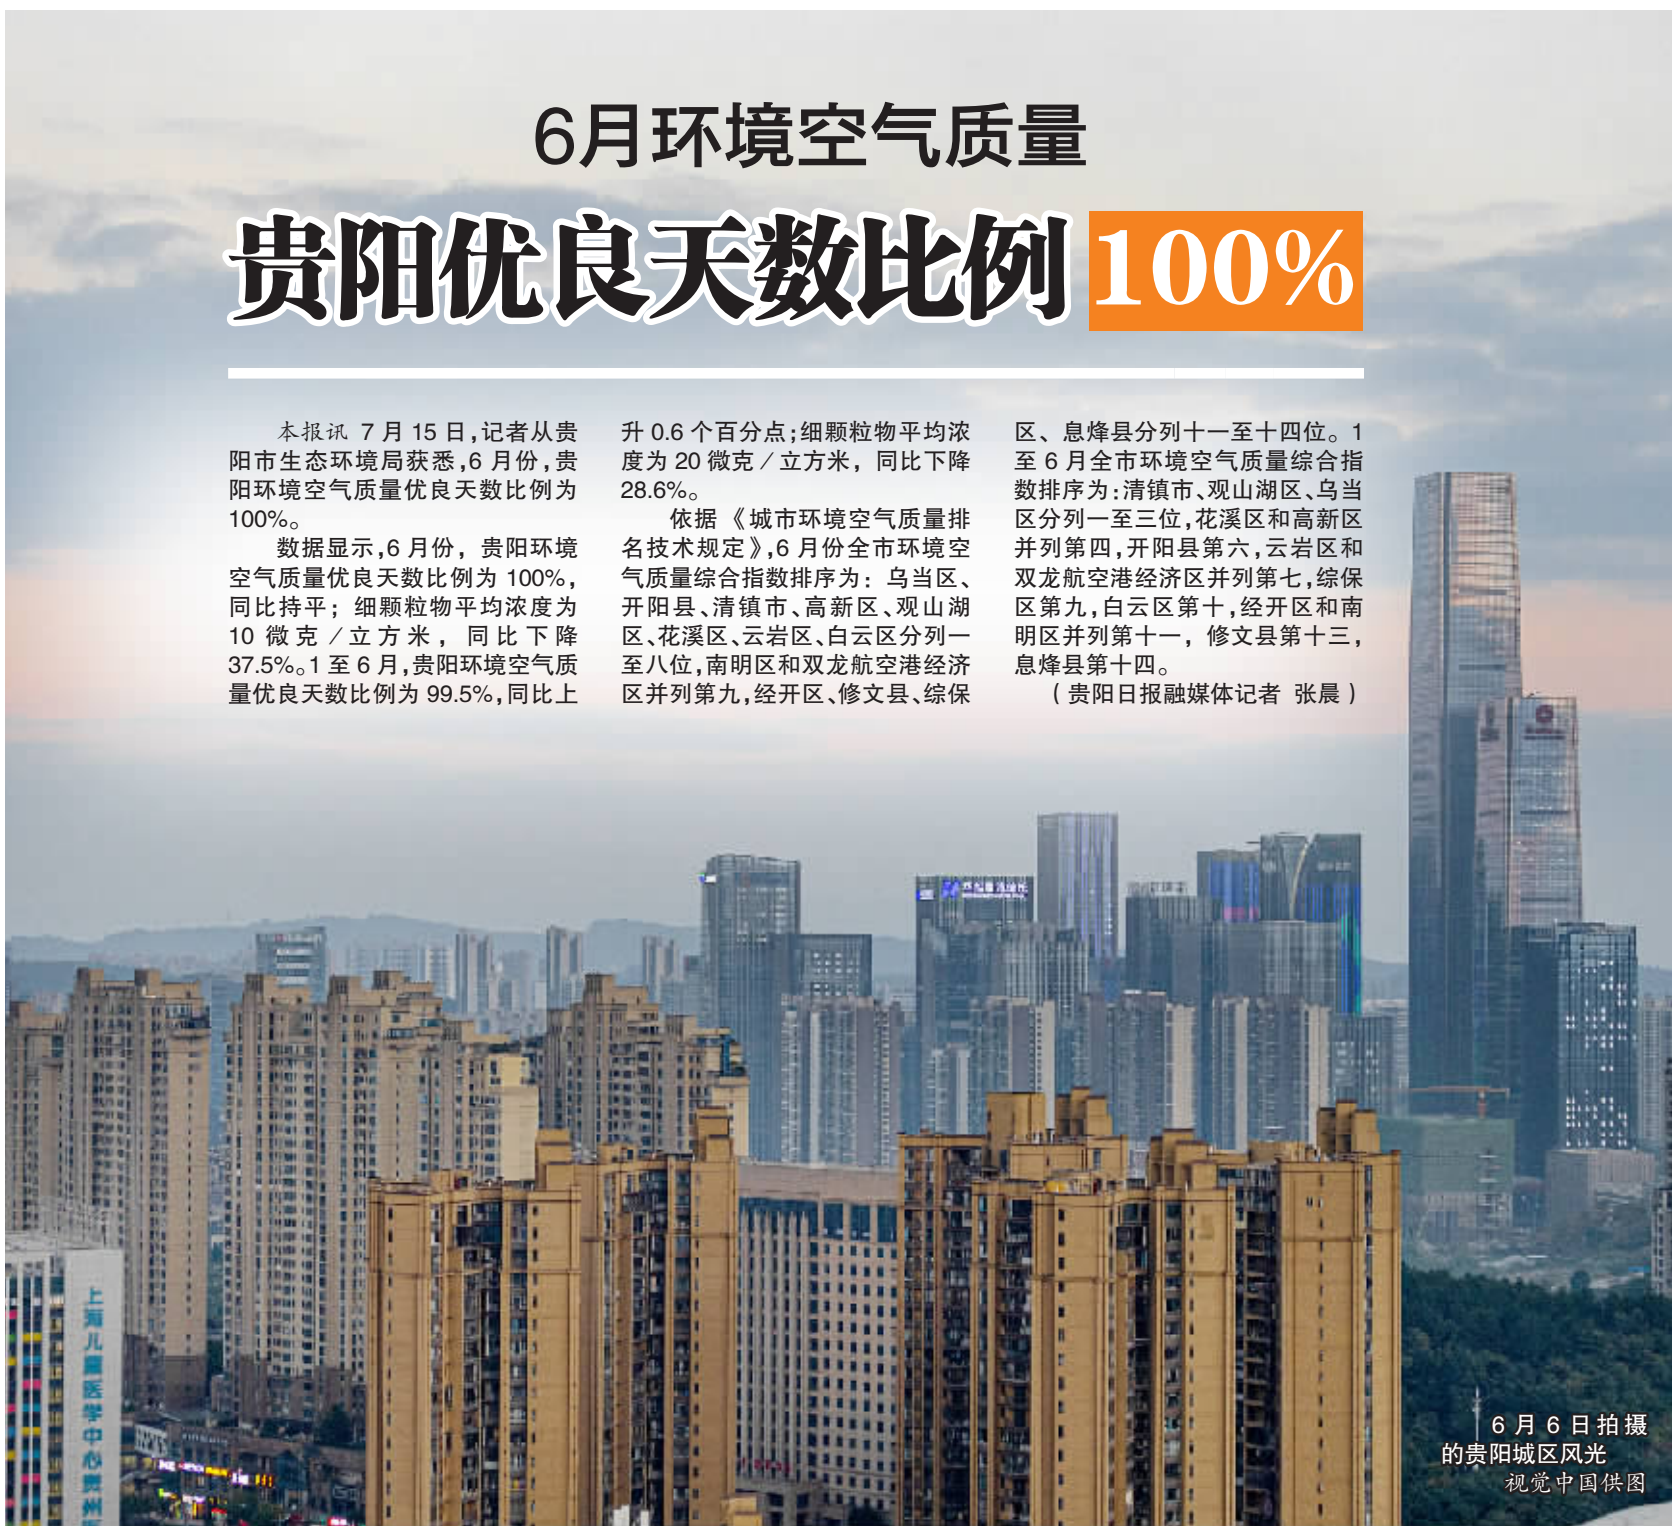 6月环境空气质量
贵阳优良天数比例100%
本报讯 7月15日,记者从贵
阳市生态环境局获悉,6月份,贵
阳环境空气质量优良天数比例为
100%。
数据显示,6月份，贵阳环境
空气质量优良天数比例为100%,
同比持平；细颗粒物平均浓度为
10微克/立方米，同比下降
37.5%。1至6月,贵阳环境空气质
量优良天数比例为99.5%,同比上
升0.6个百分点;细颗粒物平均浓
度为20微克/立方米，同比下降
28.6%。
依据《城市环境空气质量排
名技术规定》,6月份全市环境空
气质量综合指数排序为：乌当区、
开阳县、清镇市、高新区、观山湖
区、花溪区、云岩区、白云区分列一
至八位,南明区和双龙航空港经济
区并列第九,经开区、修文县、综保
区、息烽县分列十一至十四位。1
至6月全市环境空气质量综合指
数排序为:清镇市、观山湖区、乌当
区分列一至三位,花溪区和高新区
并列第四,开阳县第六,云岩区和
双龙航空港经济区并列第七,综保
区第九,白云区第十,经开区和南
明区并列第十一，修文县第十三,
息烽县第十四。
(贵阳日报融媒体记者 张晨)
上海儿童医学中心贵州
6月6日拍摄
的贵阳城区风光
视觉中国供图